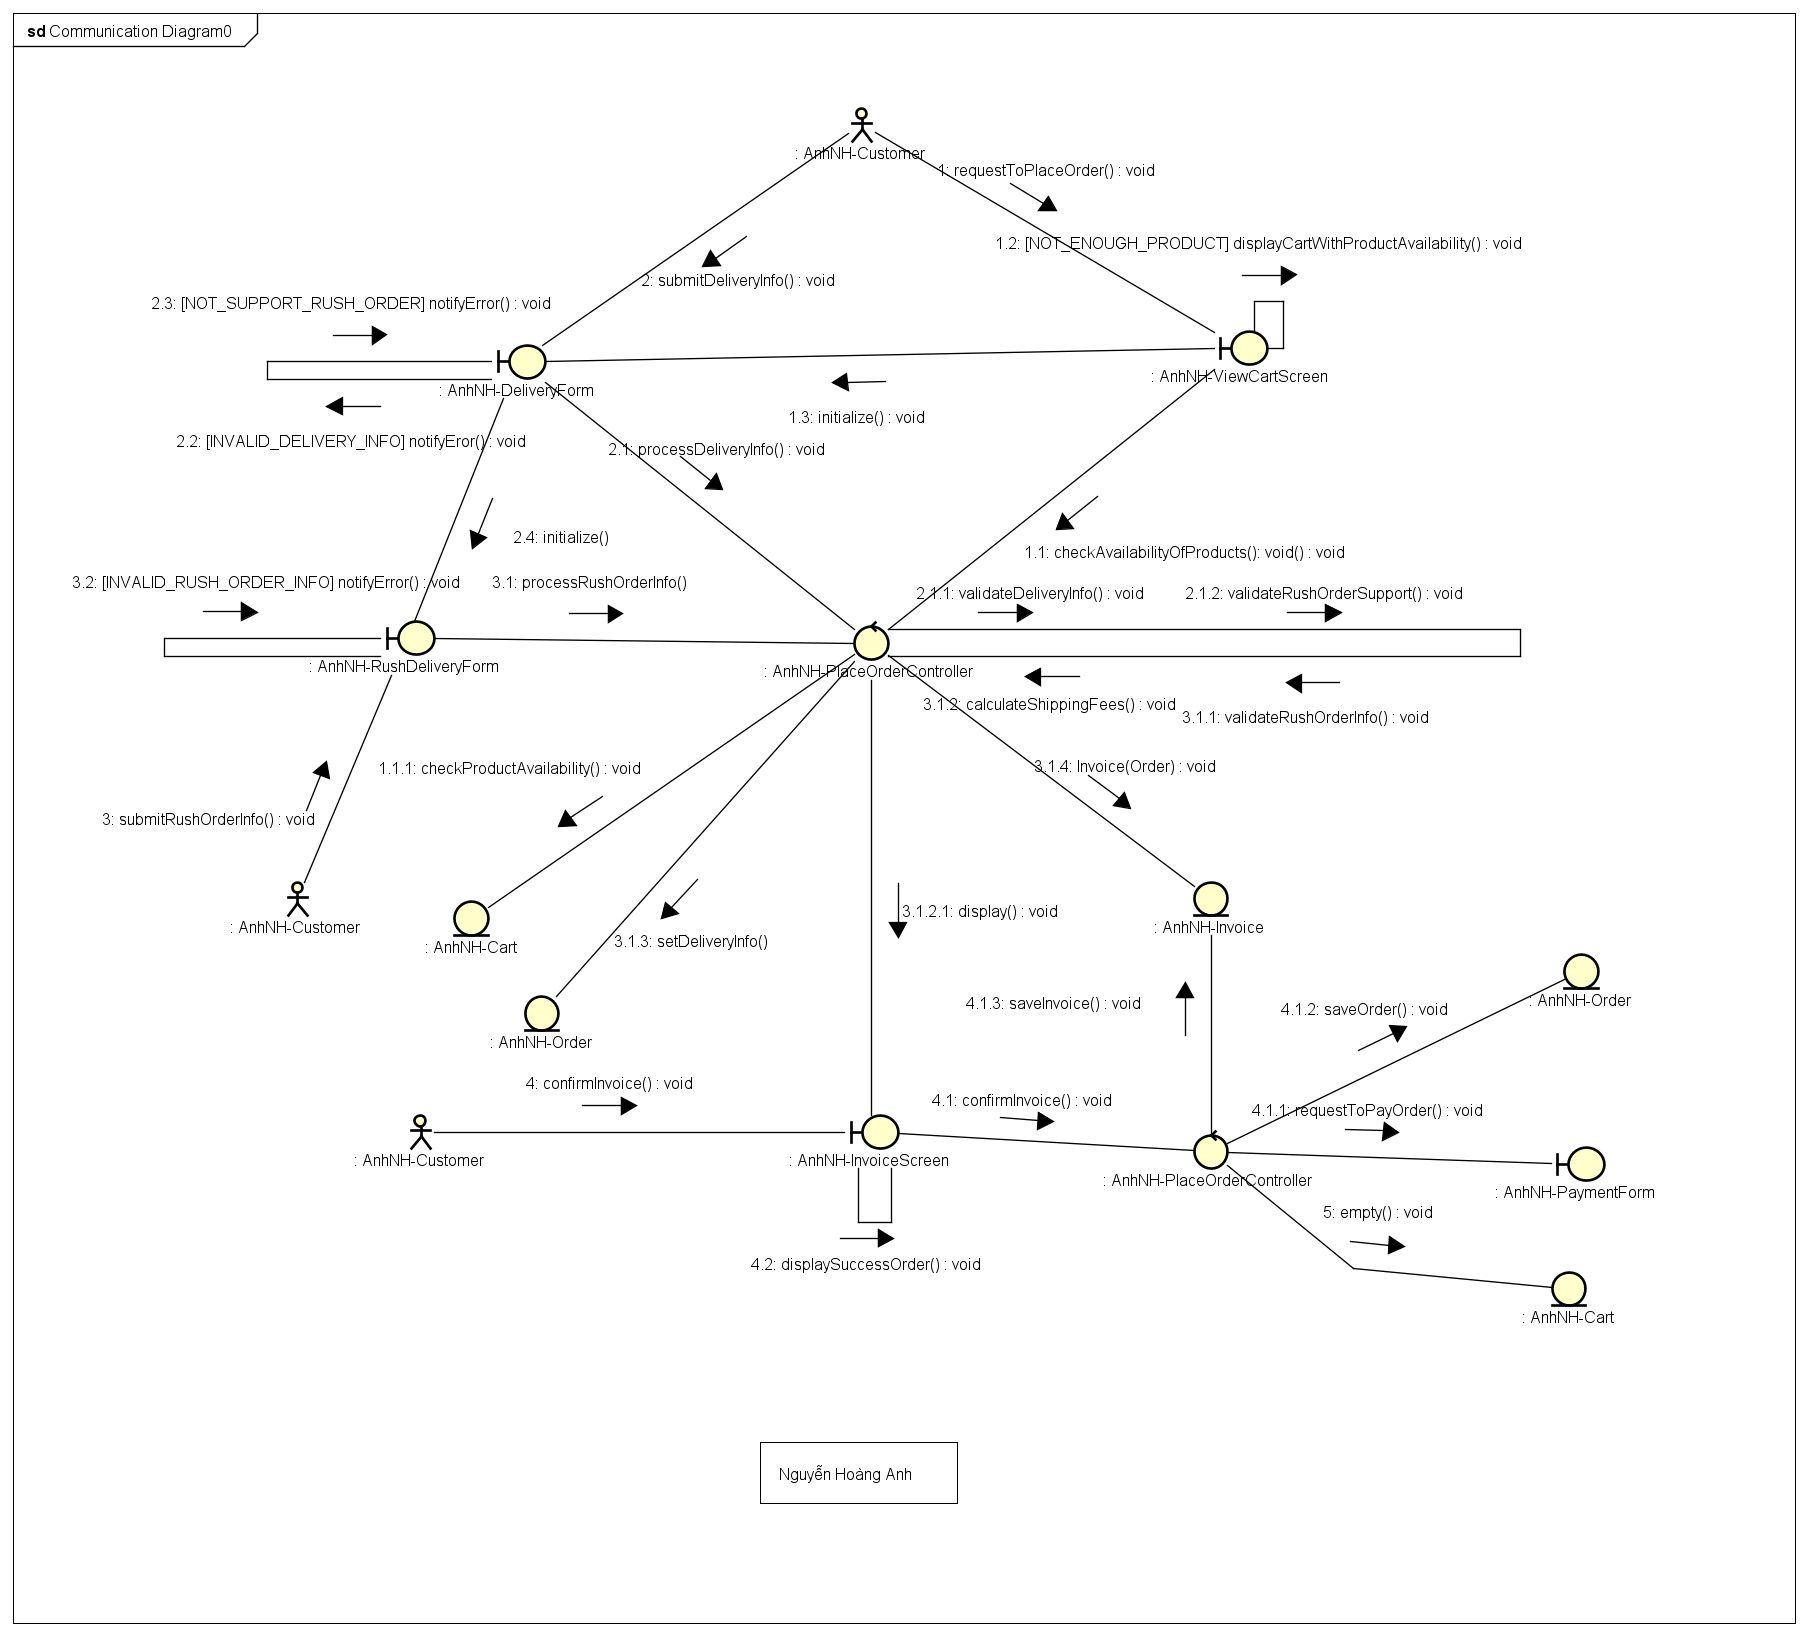 sd Communication Diagram0
: AnhNH-Customer
1: requestToPlaceOrder() : void
1.2: [NOT_ENOUGH_PRODUCT] displayCartWithProductAvailability() : void
2: submitDeliveryInfo() : void
2.3: [NOT_SUPPORT_RUSH_ORDER] notifyError() : void
: AnhNH-DeliveryForm
: AnhNH-ViewCartScreen
1.3: initialize() : void
2.2: [INVALID_DELIVERY_INFO] notifyEror() : void
2.1: processDeliveryInfo() : void
2.4: initialize()
1.1: checkAvailabilityOfProducts(): void() : void
3.2: [INVALID_RUSH_ORDER_INFO] notifyError() : void
3.1: processRushOrderInfo()
2.1.1: validateDeliveryInfo() : void
2.1.2: validateRushOrderSupport() : void
: AnhNH-RushDeliveryForm
: AnhNH-PlaceOrderController
3.1.2: calculateShippingFees() : void
3.1.1: validateRushOrderInfo() : void
1.1.1: checkProductAvailability() : void
3.1.4: Invoice(Order) : void
3: submitRushOrderInfo() : void
: AnhNH-Customer
: AnhNH-Cart
3.1.3: setDeliveryInfo()
3.1.2.1: display() : void
: AnhNH-Invoice
: AnhNH-Order
4.1.3: saveInvoice() : void
4.1.2: saveOrder() : void
: AnhNH-Order
4: confirmInvoice() : void
4.1: confirmInvoice() : void
4.1.1: requestToPayOrder() : void
: AnhNH-Customer
: AnhNH-InvoiceScreen
: AnhNH-PlaceOrderController
: AnhNH-PaymentForm
5: empty() : void
4.2: displaySuccessOrder() : void
: AnhNH-Cart
Nguyễn Hoàng Anh